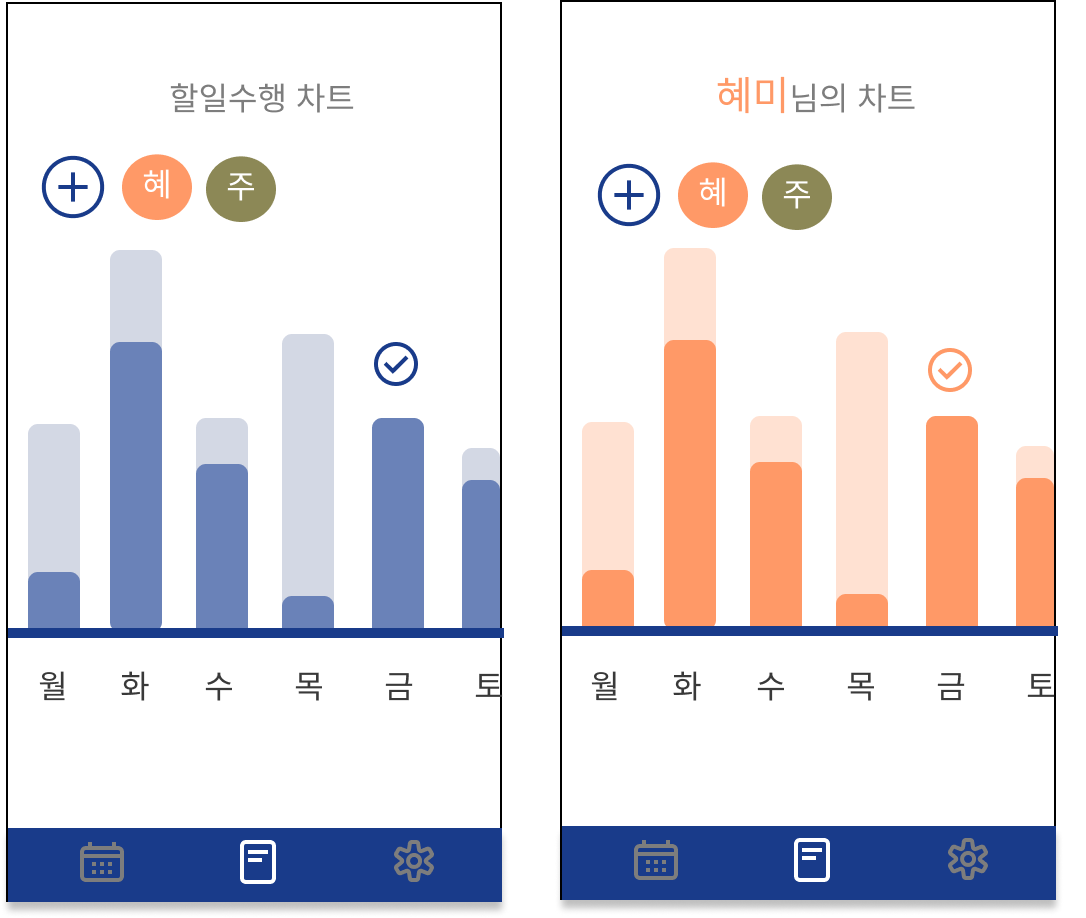 할일수행 차트
혜 주
월 화 수 목 금 토
혜미님의 차트
혜 주
월 화 수 목 금 토